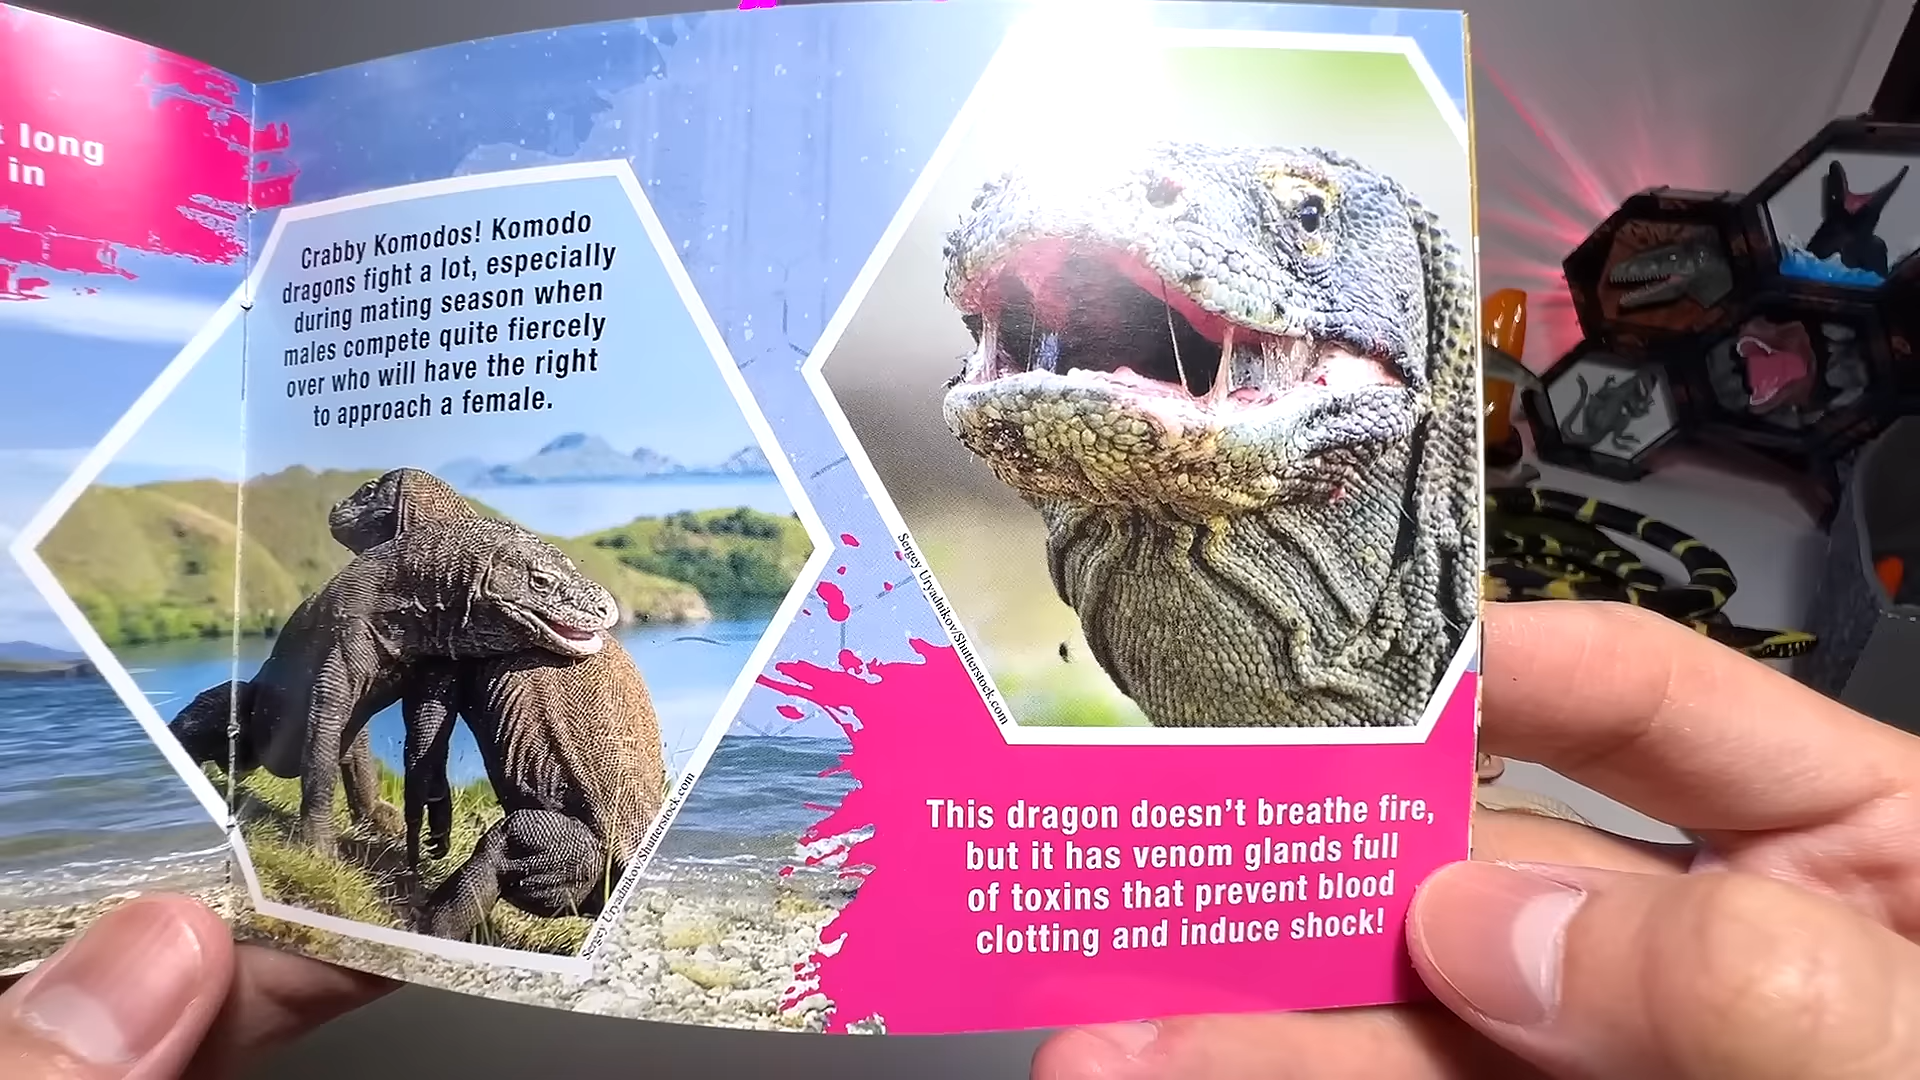 long
in
Crabby Komodos! Komodo
dragons fight a lot, especially
during mating season when
males compete quite fiercely
over who will have the right
to approach a female.
Sergey Uryadnikov/Shutterstock.com
Sergey Uryadnikov/Shutterstock.com
This dragon doesn't breathe fire,
but it has venom glands full
of toxins that prevent blood
clotting and induce shock!